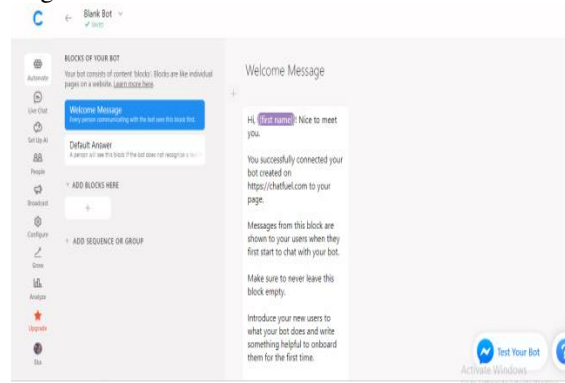 Blank Bot
SAVED
Automate
Live Chat
Set Up AI
People
Broadcast
Configure
Grow
Analyze
Upgrade
Eka
BLOCKS OF YOUR BOT
Your bot consists of content 'blocks'. Blocks are like individual
pages on a website. Learn more here.
Welcome Message
Every person communicating with the bot sees this block first.
Default Answer
A person will see this block if the bot does not recognize a
ADD BLOCKS HERE
+
+ ADD SEQUENCE OR GROUP
Welcome Message
Hi, {first name}! Nice to meet
you.
You successfully connected your
bot created on
https://chatfuel.com to your
page.
Messages from this block are
shown to your users when they
first start to chat with your bot.
Make sure to never leave this
block empty.
Introduce your new users to
what your bot does and write
something helpful to onboard
them for the first time.
Test Your Bot
?
Activate Windows